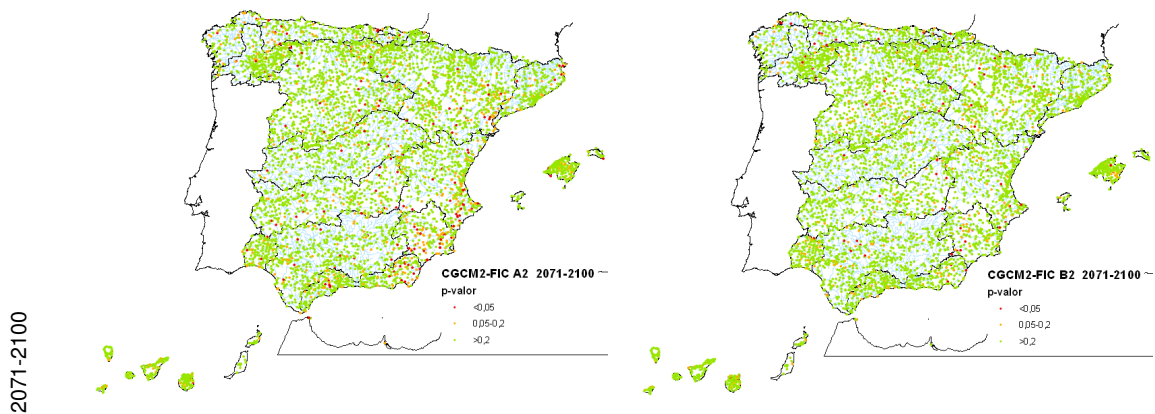 CGCM2-FIC A2 2071-2100
p-valor
<0,05
0,05-0,2
>0,2
CGCM2-FIC B2 2071-2100
p-valor
<0,05
0,05-0,2
>0,2
2071-2100